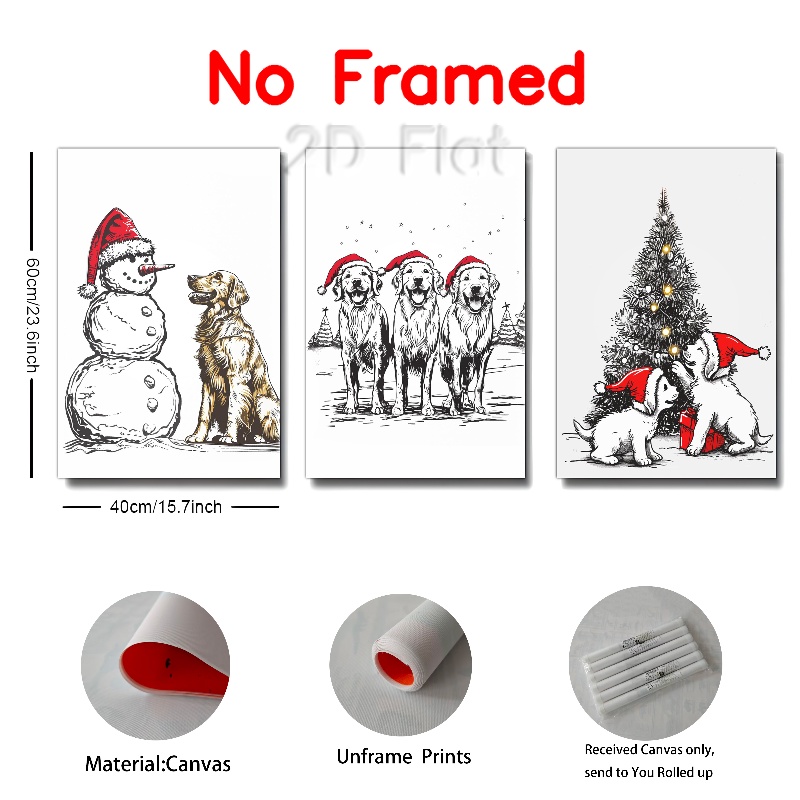 No Framed
2D Flat
60cm/23.6inch
40cm/15.7inch
Material:Canvas
Unframe Prints
Received Canvas only,
send to You Rolled up